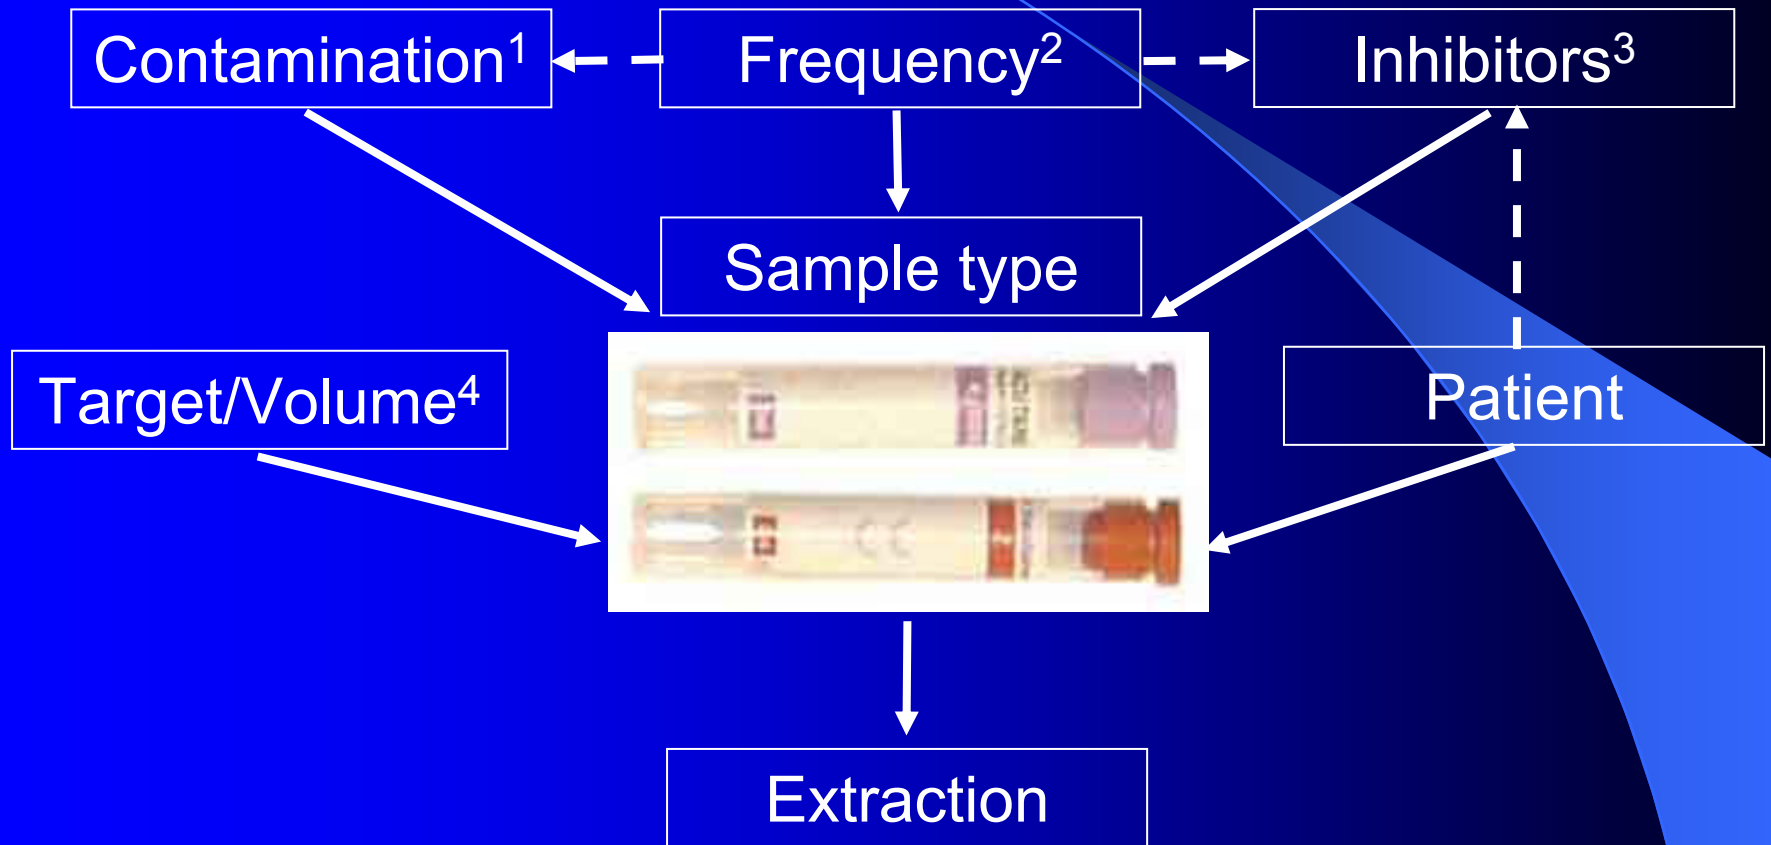 Contamination¹
Frequency²
Inhibitors³
Sample type
Target/Volume⁴
Patient
Extraction